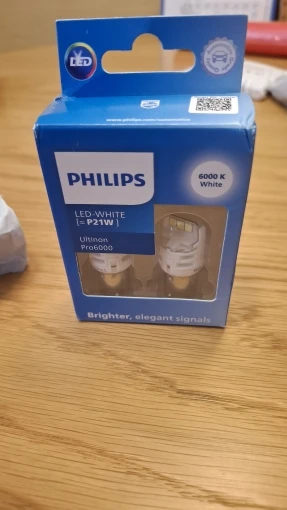 LED
www.philips.com/automotive
PHILIPS
6000 K
White
LED-WHITE
[≈ P21W]
Ultinon
Pro6000
Brighter, elegant signals